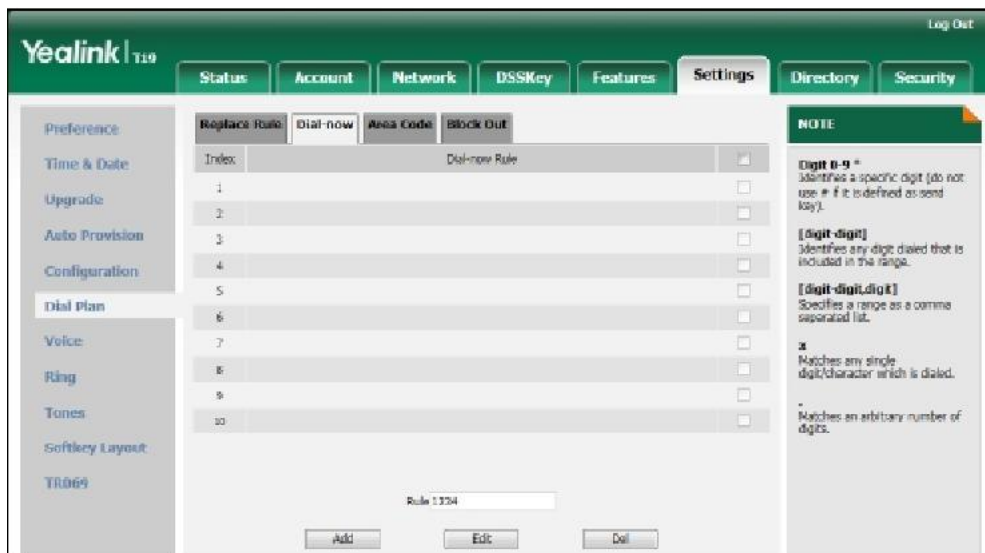 Log Out
Yealink | T19
Status Account Network DSSKey Features Settings Directory Security
Preference
Time & Date
Upgrade
Auto Provision
Configuration
Dial Plan
Voice
Ring
Tones
Softkey Layout
TR069
Replace Rule Dial-now Area Code Block Out
Index Dial-now Rule
1
2
3
4
5
6
7
8
9
10
Rule 1234
Add Edit Del
NOTE
Digit 0-9 *
Identifies a specific digit (do not
use # if it is defined as send
key).
[digit-digit]
Identifies any digit dialed that is
included in the range.
[digit-digit,digit]
Specifies a range as a comma
separated list.
x
Matches any single
digit/character which is dialed.
.
Matches an arbitrary number of
digits.